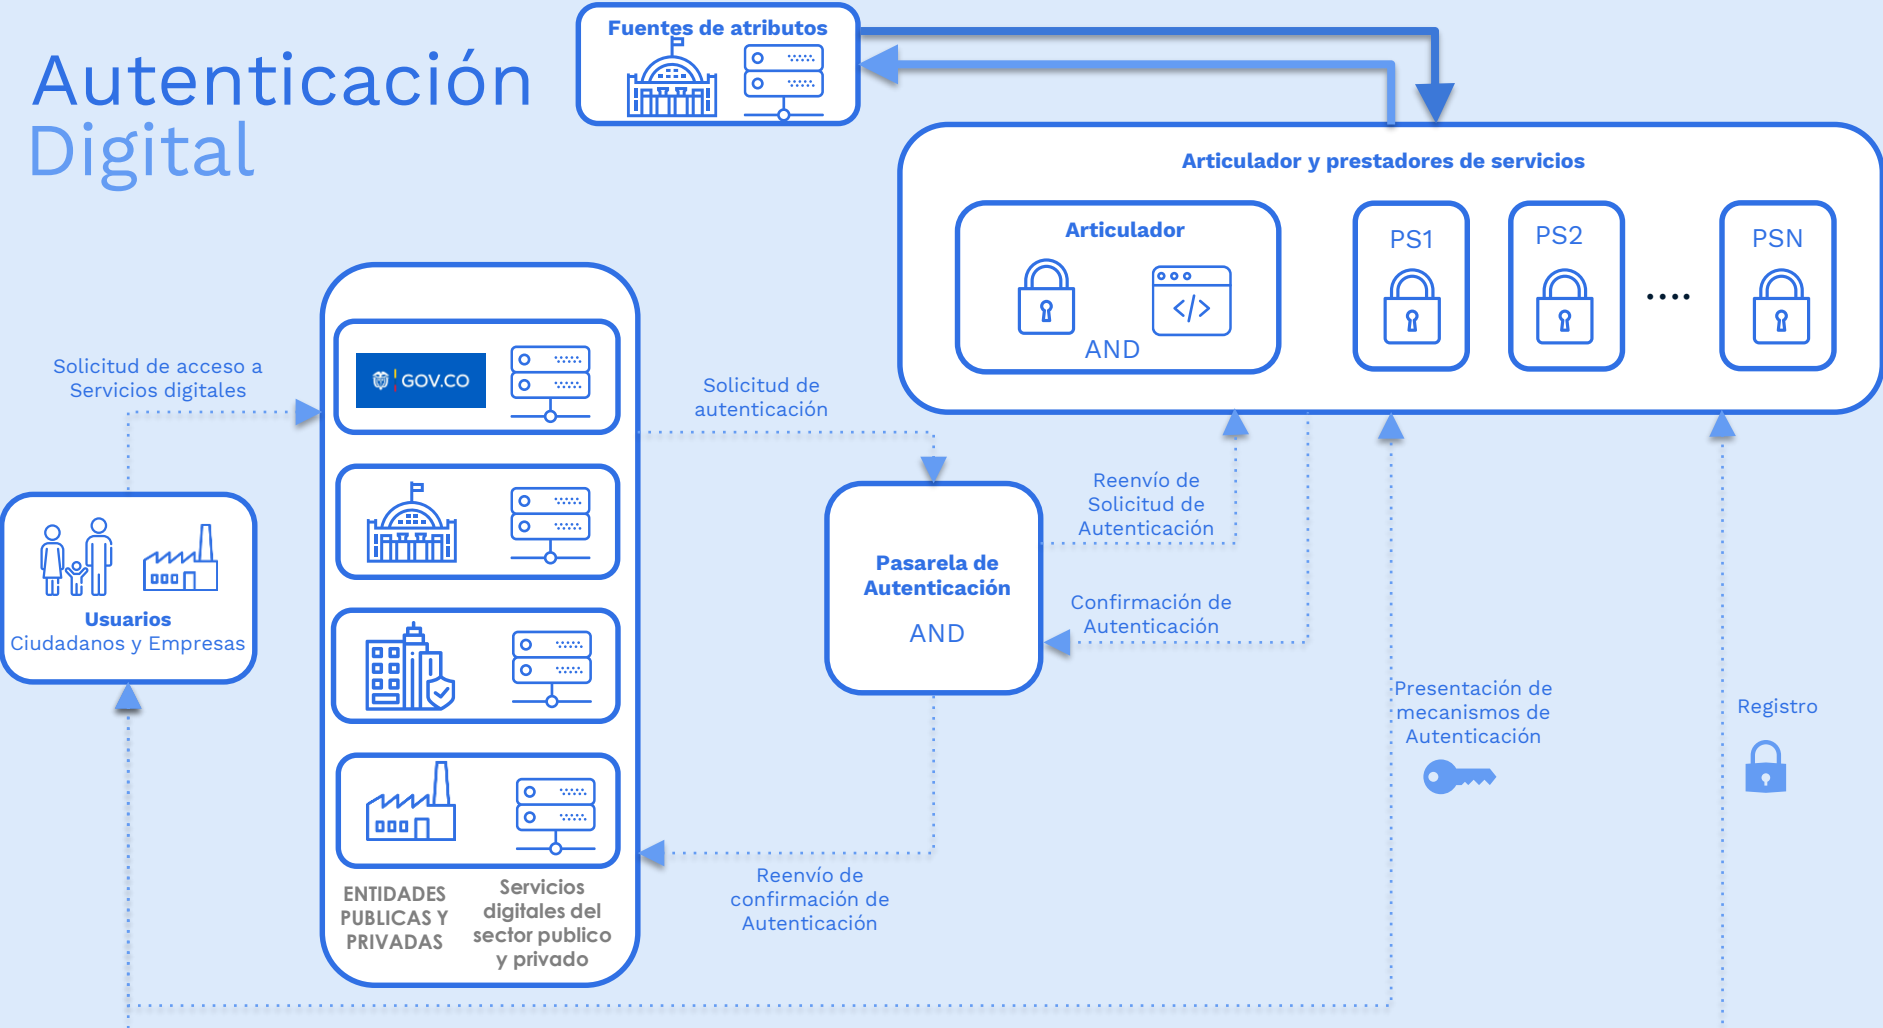 Autenticación
Digital
Fuentes de atributos
Articulador y prestadores de servicios
Articulador
AND
PS1
PS2
....
PSN
Solicitud de acceso a
Servicios digitales
GOV.CO
Solicitud de
autenticación
Reenvío de
Solicitud de
Autenticación
Usuarios
Ciudadanos y Empresas
Pasarela de
Autenticación
AND
Confirmación de
Autenticación
Presentación de
mecanismos de
Autenticación
Registro
Reenvío de
confirmación de
Autenticación
ENTIDADES
PUBLICAS Y
PRIVADAS
Servicios
digitales del
sector publico
y privado